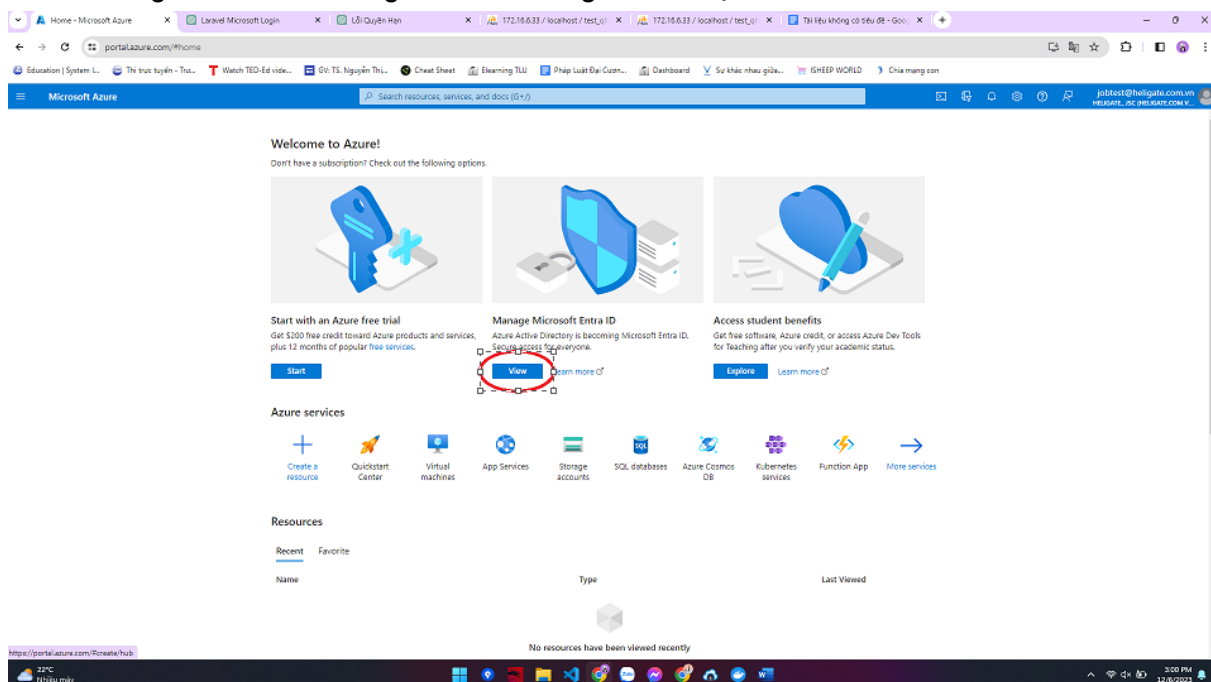 Home - Microsoft Azure
Laravel Microsoft Login
Lỗi Quyền Hạn
172.16.6.33 / localhost / test_ql
172.16.6.33 / localhost / test_ql
Tài liệu không có tiêu đề - Goo
portal.azure.com/#home
Education | System L...
Thi trực tuyến - Tru...
Watch TED-Ed vide...
GV: TS. Nguyễn Thị...
Cheat Sheet
Elearning TLU
Pháp Luật Đại Cươn...
Dashboard
Sự khác nhau giữa...
ISHEEP WORLD
Chia mạng con
Microsoft Azure
Search resources, services, and docs (G+/)
jobtest@heligate.com.vn
HELIGATE., JSC (HELIGATE.COM.V...
Welcome to Azure!
Don't have a subscription? Check out the following options.
Start with an Azure free trial
Get $200 free credit toward Azure products and services,
plus 12 months of popular free services.
Start
Manage Microsoft Entra ID
Azure Active Directory is becoming Microsoft Entra ID.
Secure access for everyone.
View
Learn more
Access student benefits
Get free software, Azure credit, or access Azure Dev Tools
for Teaching after you verify your academic status.
Explore
Learn more
Azure services
Create a
resource
Quickstart
Center
Virtual
machines
App Services
Storage
accounts
SQL databases
Azure Cosmos
DB
Kubernetes
services
Function App
More services
Resources
Recent
Favorite
Name
Type
Last Viewed
No resources have been viewed recently
https://portal.azure.com/#create/hub
22°C
Nhiều mây
3:00 PM
12/6/2023